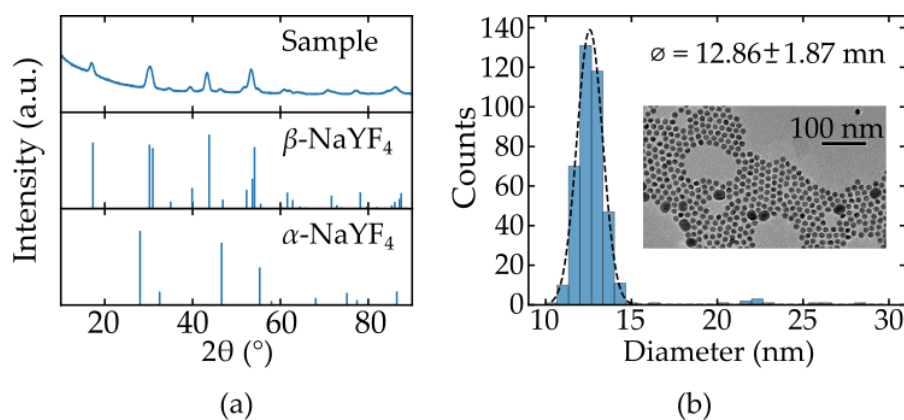 Sample
β-NaYF4
α-NaYF4
Intensity (a.u.)
20 40 60 80
2θ (°)
(a)
140
120
100
80
60
40
20
0
Counts
⌀ = 12.86±1.87 mn
100 nm
10 15 20 25 30
Diameter (nm)
(b)